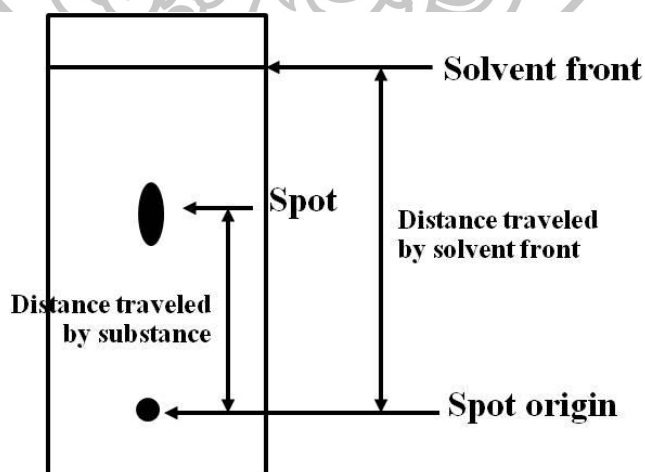 Solvent front
Spot
Distance traveled
by solvent front
Distance traveled
by substance
Spot origin